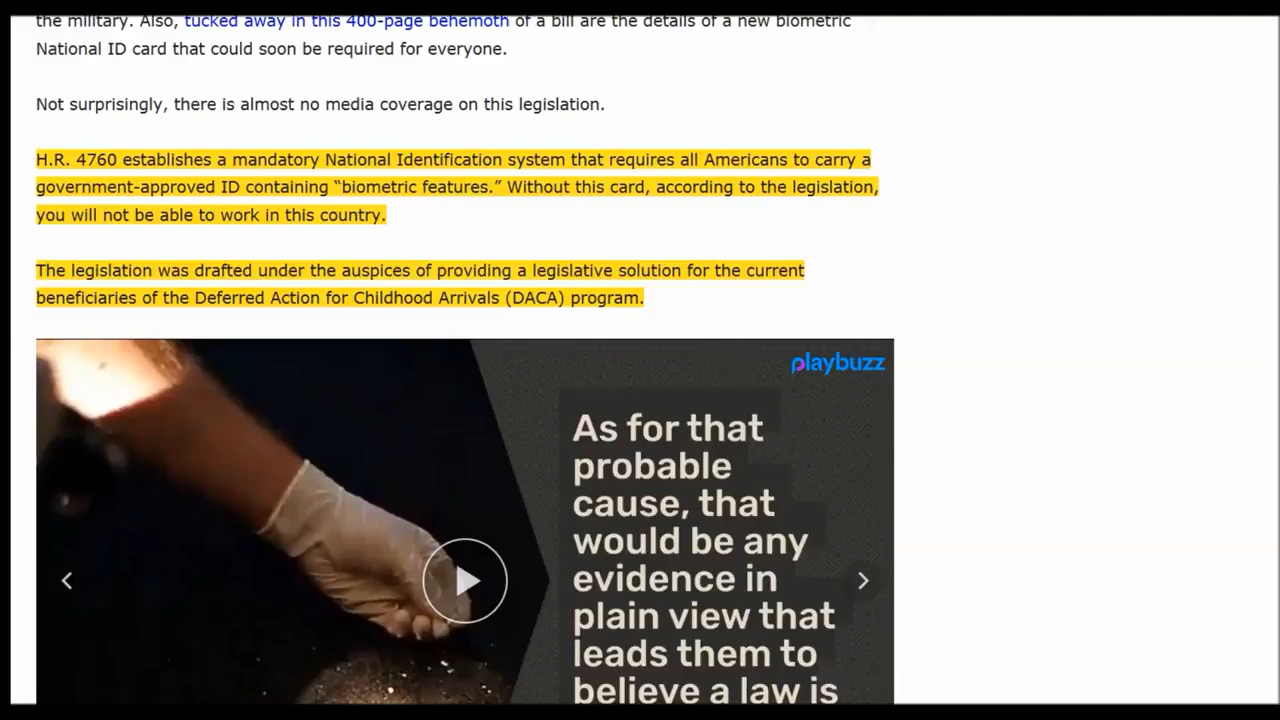 the military. Also, tucked away in this 400-page behemoth of a bill are the details of a new biometric
National ID card that could soon be required for everyone.
Not surprisingly, there is almost no media coverage on this legislation.
H.R. 4760 establishes a mandatory National Identification system that requires all Americans to carry a
government-approved ID containing “biometric features.” Without this card, according to the legislation,
you will not be able to work in this country.
The legislation was drafted under the auspices of providing a legislative solution for the current
beneficiaries of the Deferred Action for Childhood Arrivals (DACA) program.
playbuzz
As for that
probable
cause, that
would be any
evidence in
plain view that
leads them to
believe a law is